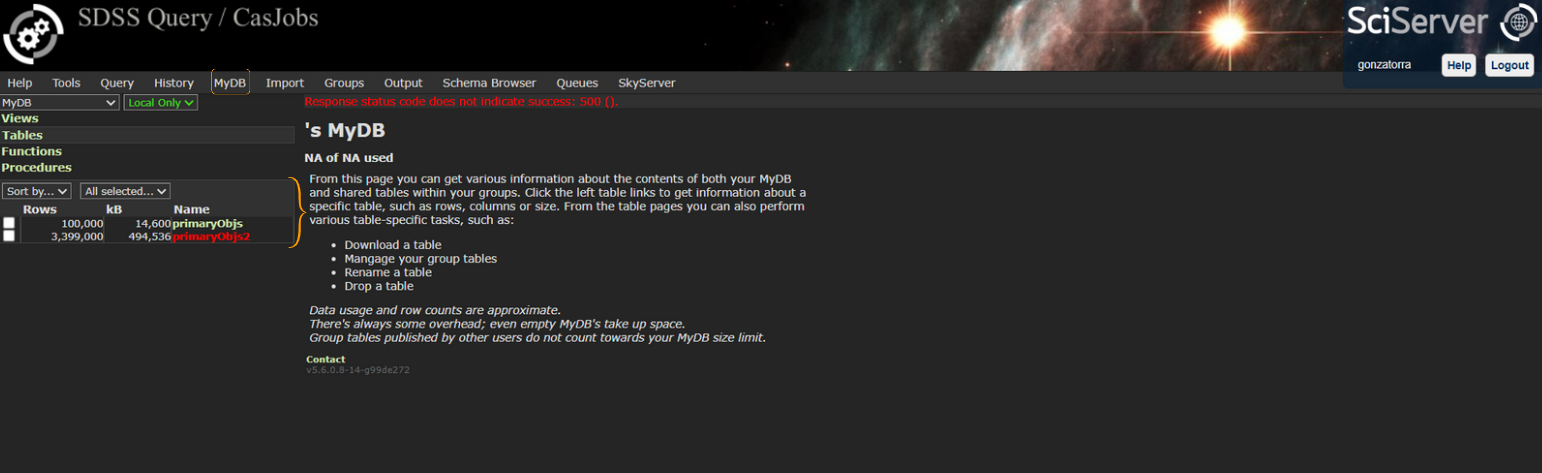 SDSS Query / CasJobs
SciServer
gonzatorra Help Logout
Help Tools Query History MyDB Import Groups Output Schema Browser Queues SkyServer
MyDB Local Only
Response status code does not indicate success: 500 ().
Views
Tables
Functions
Procedures
Sort by... All selected...
Rows kB Name
100,000 14,600 primaryObjs
3,399,000 494,536 primaryObjs2
's MyDB
NA of NA used
From this page you can get various information about the contents of both your MyDB
and shared tables within your groups. Click the left table links to get information about a
specific table, such as rows, columns or size. From the table pages you can also perform
various table-specific tasks, such as:
• Download a table
• Mangage your group tables
• Rename a table
• Drop a table
Data usage and row counts are approximate.
There's always some overhead; even empty MyDB's take up space.
Group tables published by other users do not count towards your MyDB size limit.
Contact
v5.6.0.8-14-g99de272